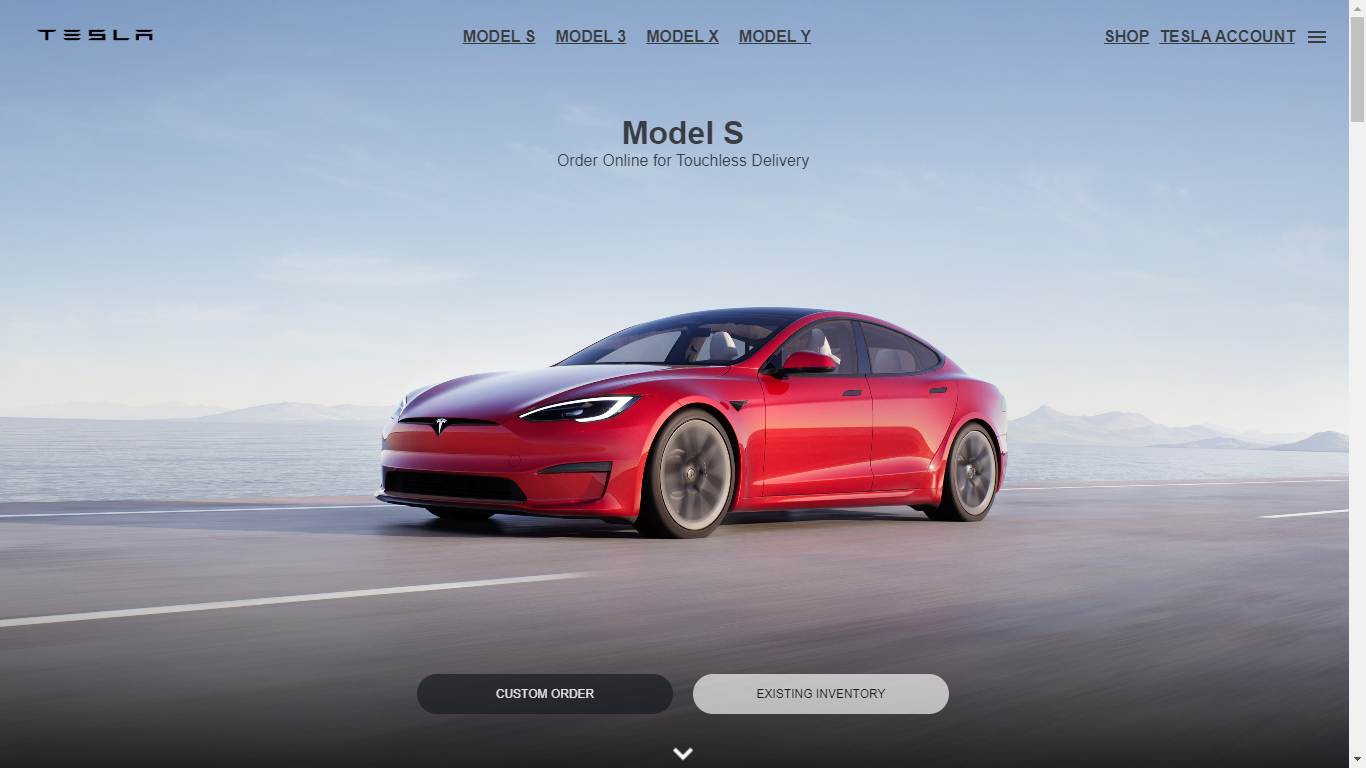 TESLA
MODEL S MODEL 3 MODEL X MODEL Y
SHOP TESLA ACCOUNT
Model S
Order Online for Touchless Delivery
CUSTOM ORDER
EXISTING INVENTORY